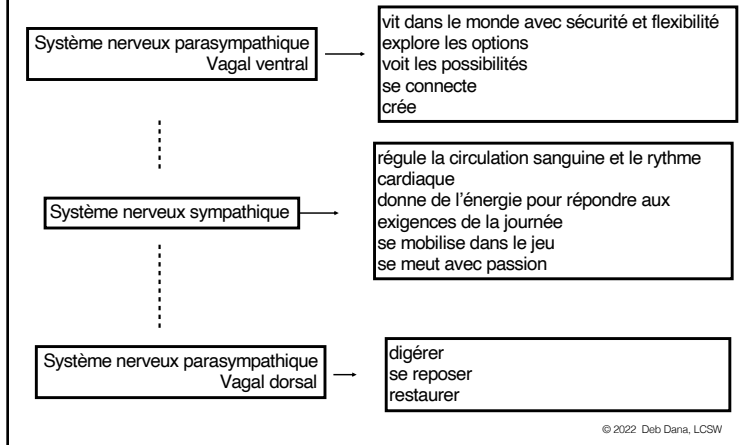 Système nerveux parasympathique
Vagal ventral
vit dans le monde avec sécurité et flexibilité
explore les options
voit les possibilités
se connecte
crée
Système nerveux sympathique
régule la circulation sanguine et le rythme
cardiaque
donne de l’énergie pour répondre aux
exigences de la journée
se mobilise dans le jeu
se meut avec passion
Système nerveux parasympathique
Vagal dorsal
digérer
se reposer
restaurer
© 2022 Deb Dana, LCSW